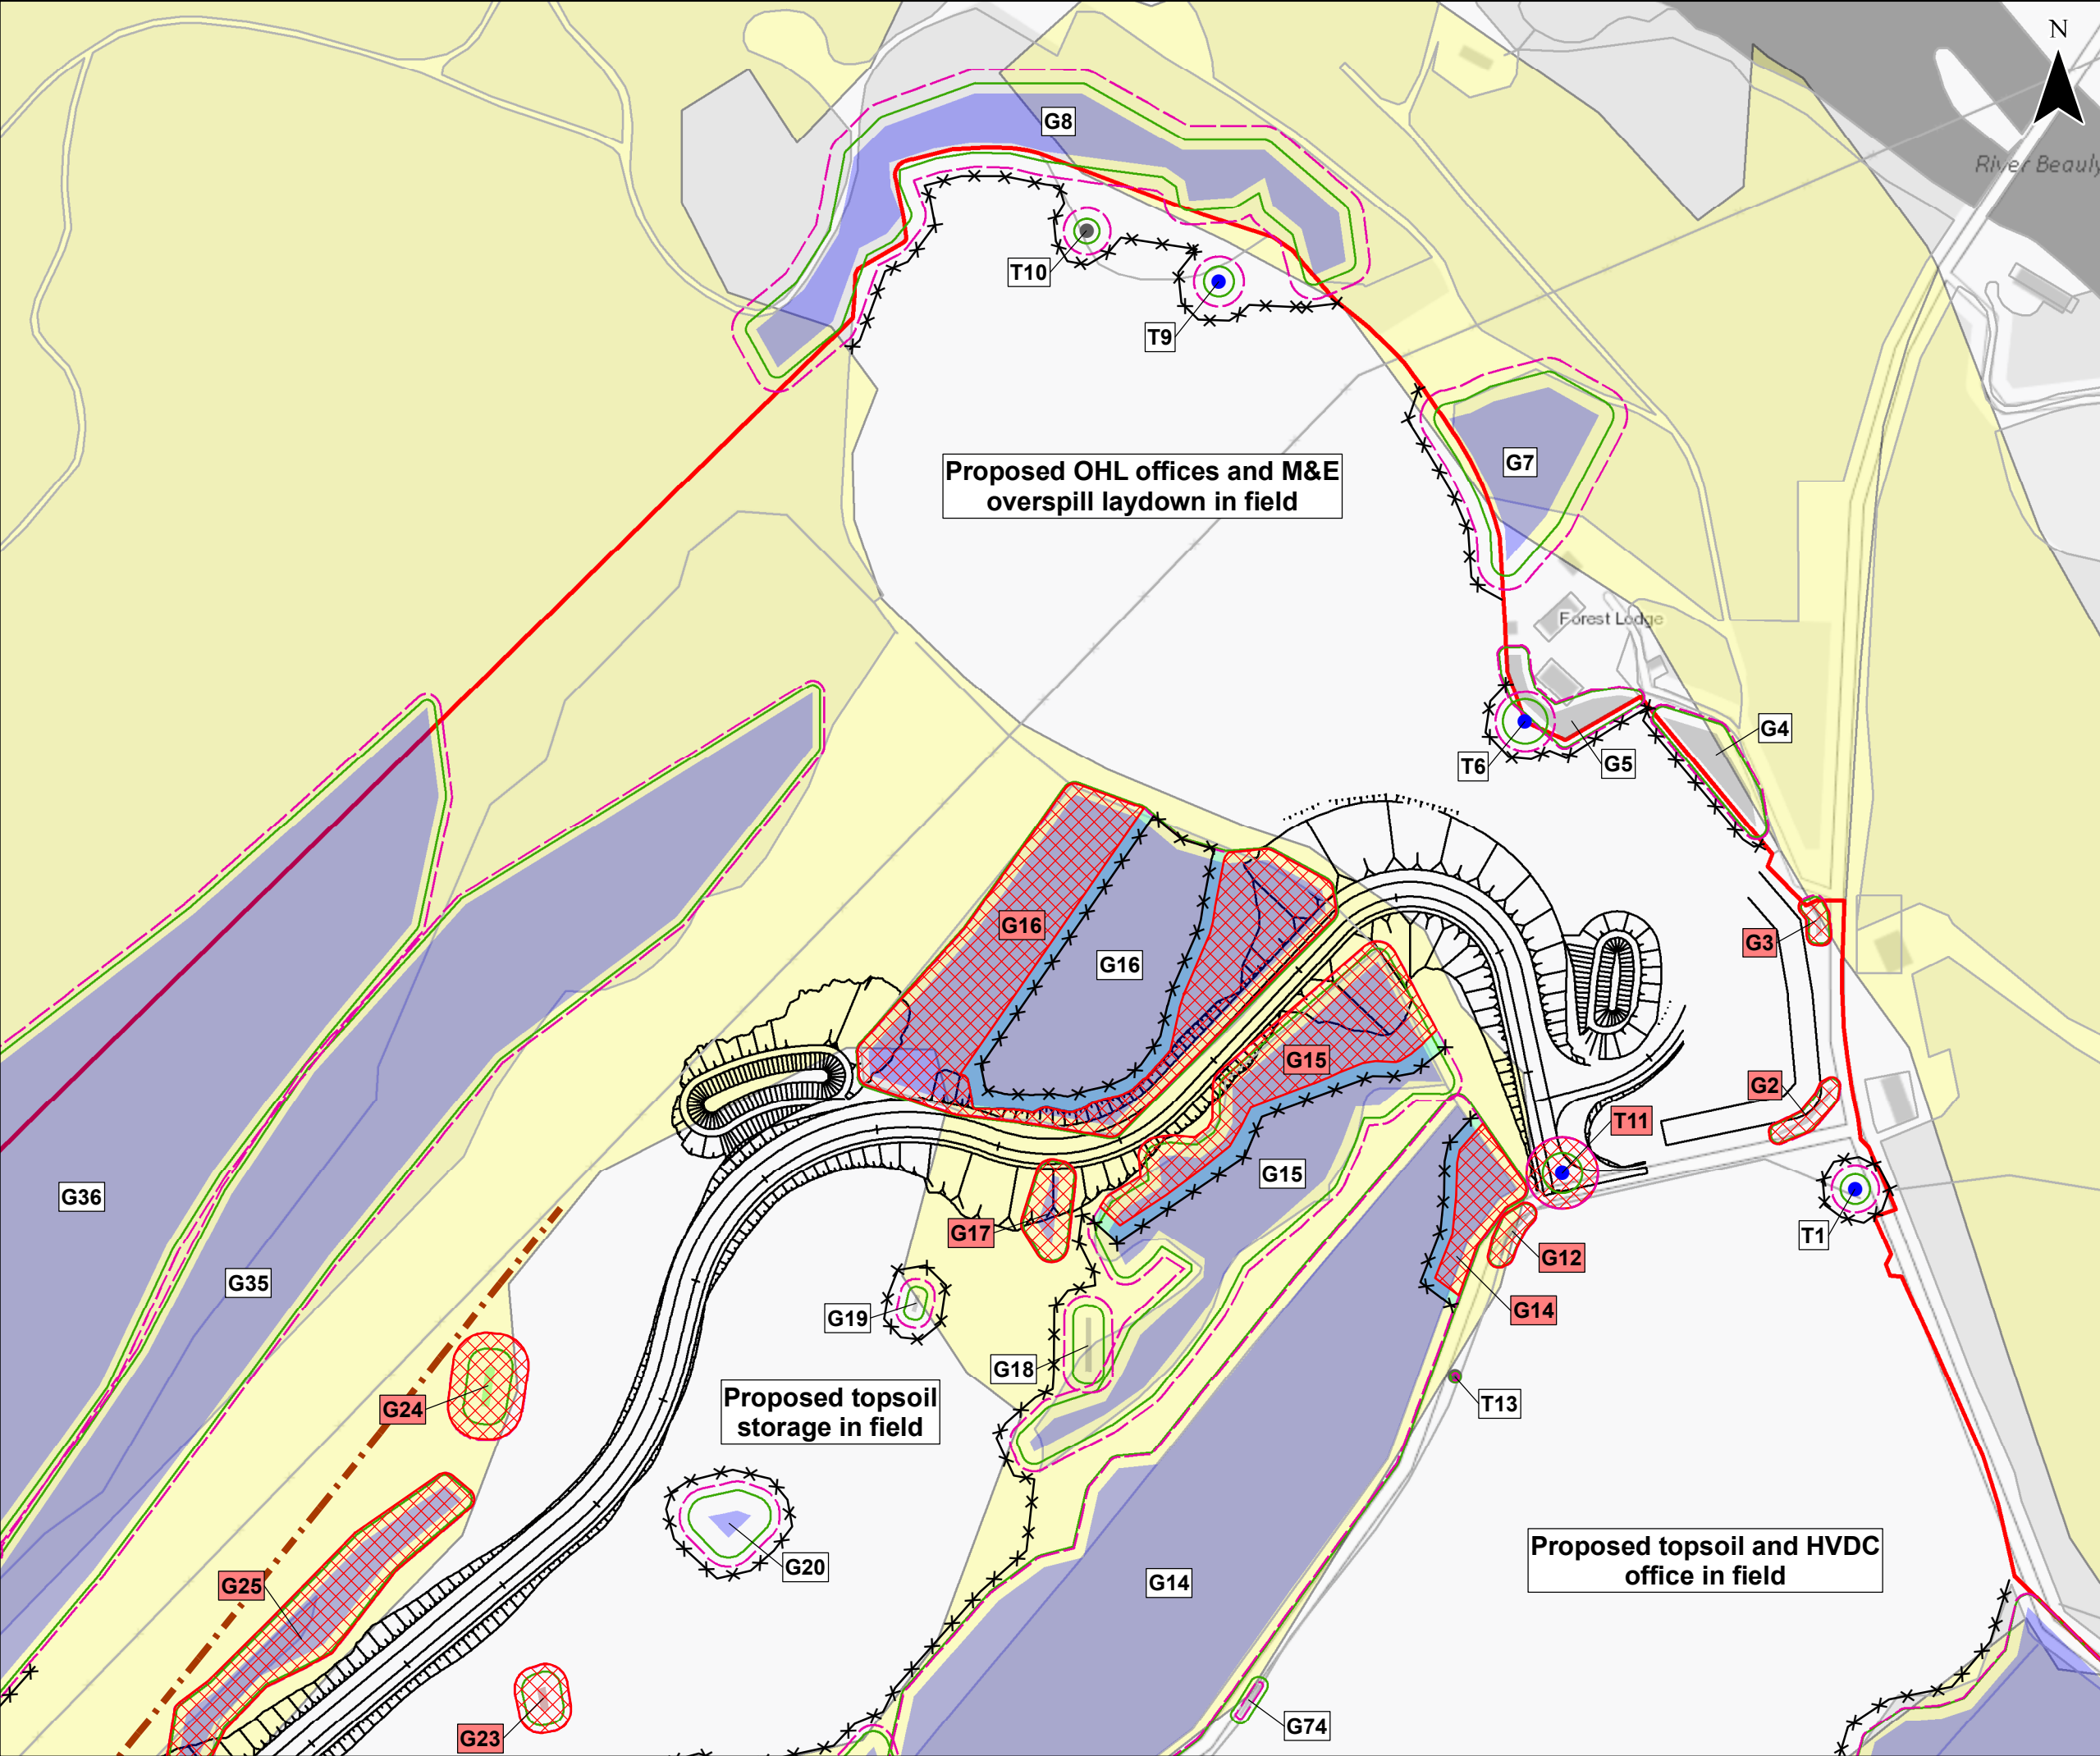 N
G8
River Beauly
T10
T9
Proposed OHL offices and M&E
overspill laydown in field
G7
Forest Lodge
G4
T6
G5
G16
G16
G3
G15
G2
T11
G15
G36
G17
T1
G12
G35
G19
G14
G18
G24
Proposed topsoil
storage in field
T13
Proposed topsoil and HVDC
office in field
G20
G25
G14
G23
G74